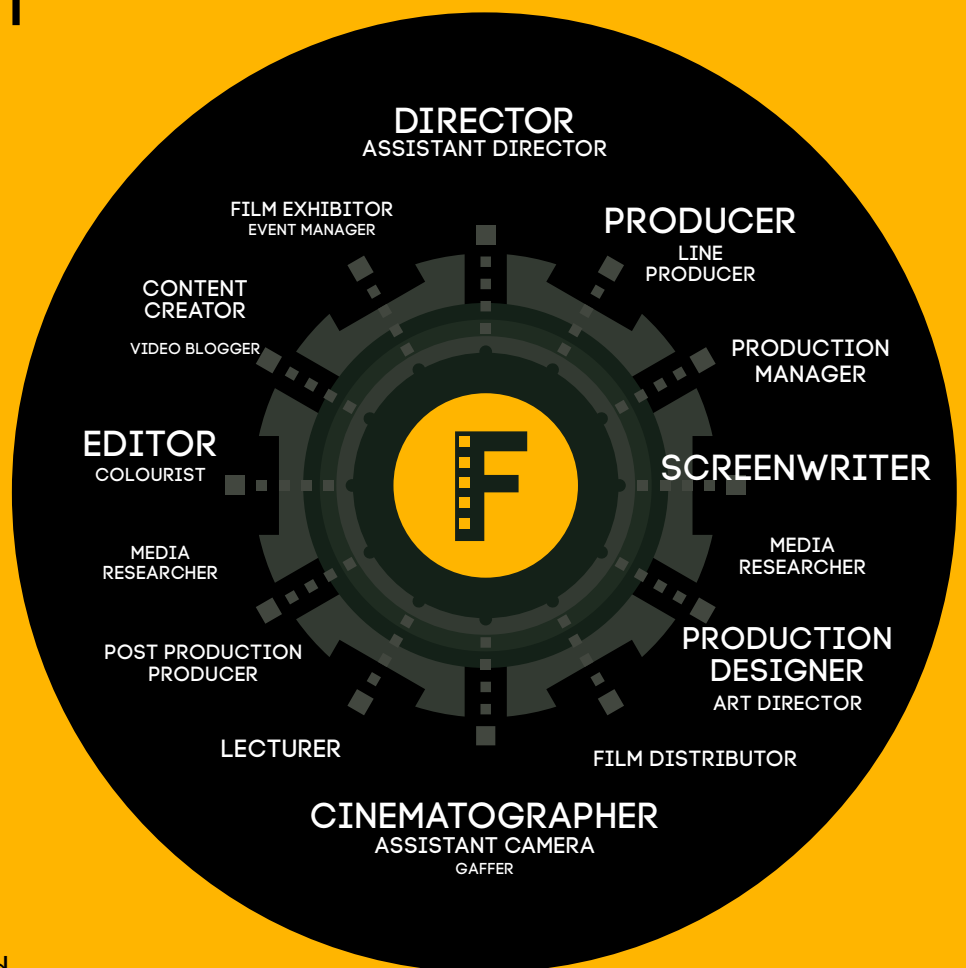 DIRECTOR
ASSISTANT DIRECTOR
FILM EXHIBITOR
EVENT MANAGER
PRODUCER
LINE
PRODUCER
CONTENT
CREATOR
VIDEO BLOGGER
PRODUCTION
MANAGER
EDITOR
COLOURIST
SCREENWRITER
MEDIA
RESEARCHER
MEDIA
RESEARCHER
POST PRODUCTION
PRODUCER
PRODUCTION
DESIGNER
ART DIRECTOR
LECTURER
FILM DISTRIBUTOR
CINEMATOGRAPHER
ASSISTANT CAMERA
GAFFER
F